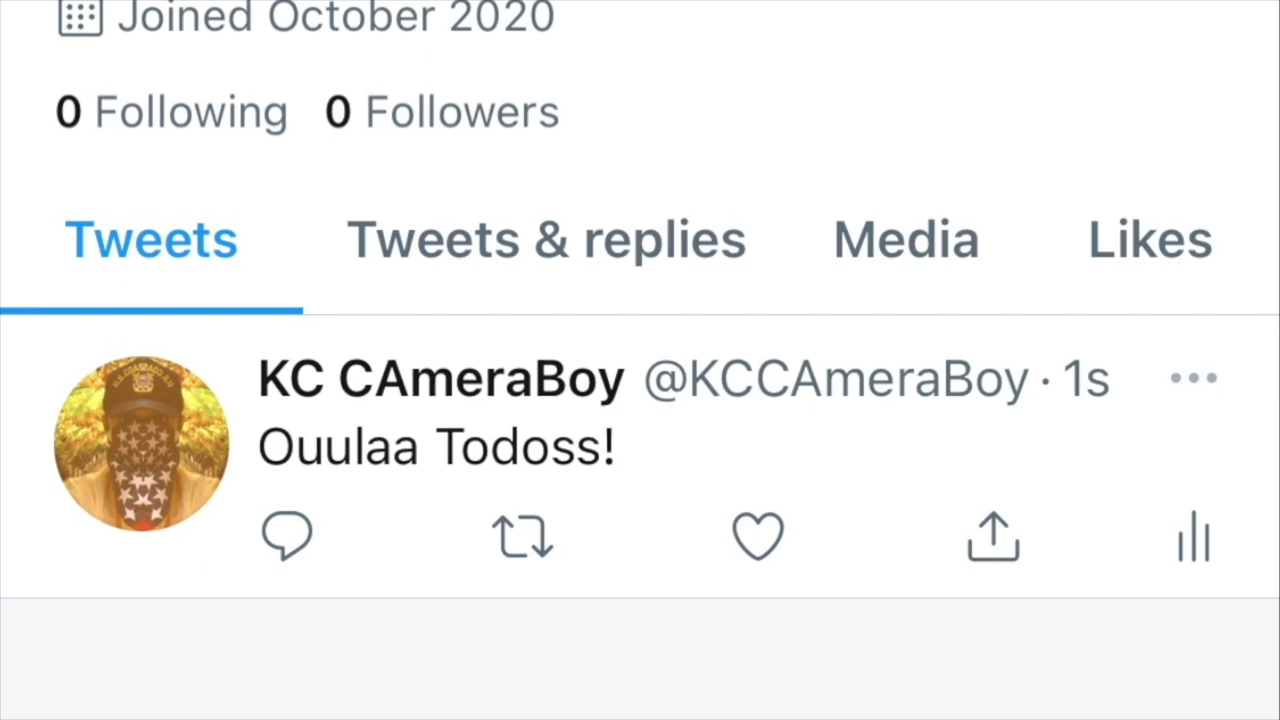 Joined October 2020
0 Following 0 Followers
Tweets Tweets & replies Media Likes
KC CAmeraBoy @KCCAmeraBoy · 1s
Ouulaa Todoss!